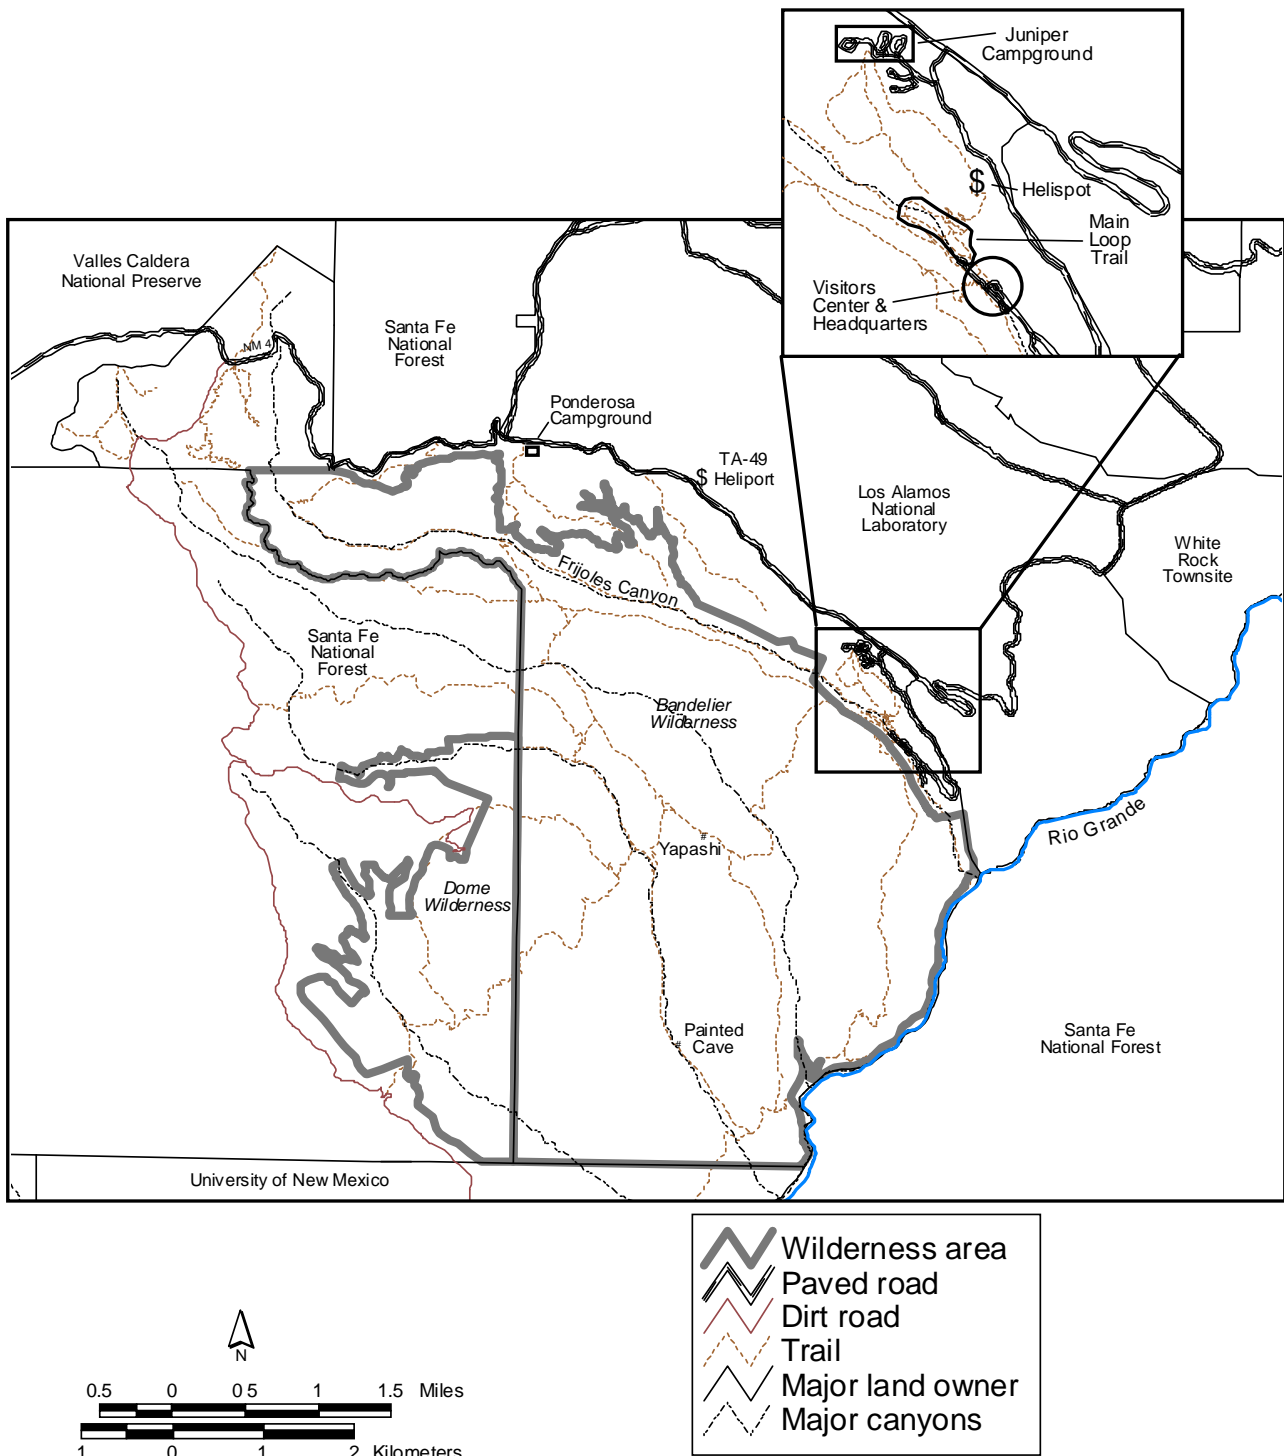 Juniper
Campground
$ Helispot
Main
Loop
Trail
Visitors
Center &
Headquarters
Valles Caldera
National Preserve
NM 4
Santa Fe
National
Forest
Ponderosa
Campground
TA-49
$ Heliport
Los Alamos
National
Laboratory
White
Rock
Townsite
Frijoles Canyon
Santa Fe
National
Forest
Bandelier
Wilderness
Rio Grande
#
Yapashi
Dome
Wilderness
Painted
Cave
#
Santa Fe
National Forest
University of New Mexico
Wilderness area
Paved road
Dirt road
Trail
Major land owner
Major canyons
N
0.5 0 0 5 1 1.5 Miles
1 0 1 2 Kilometers